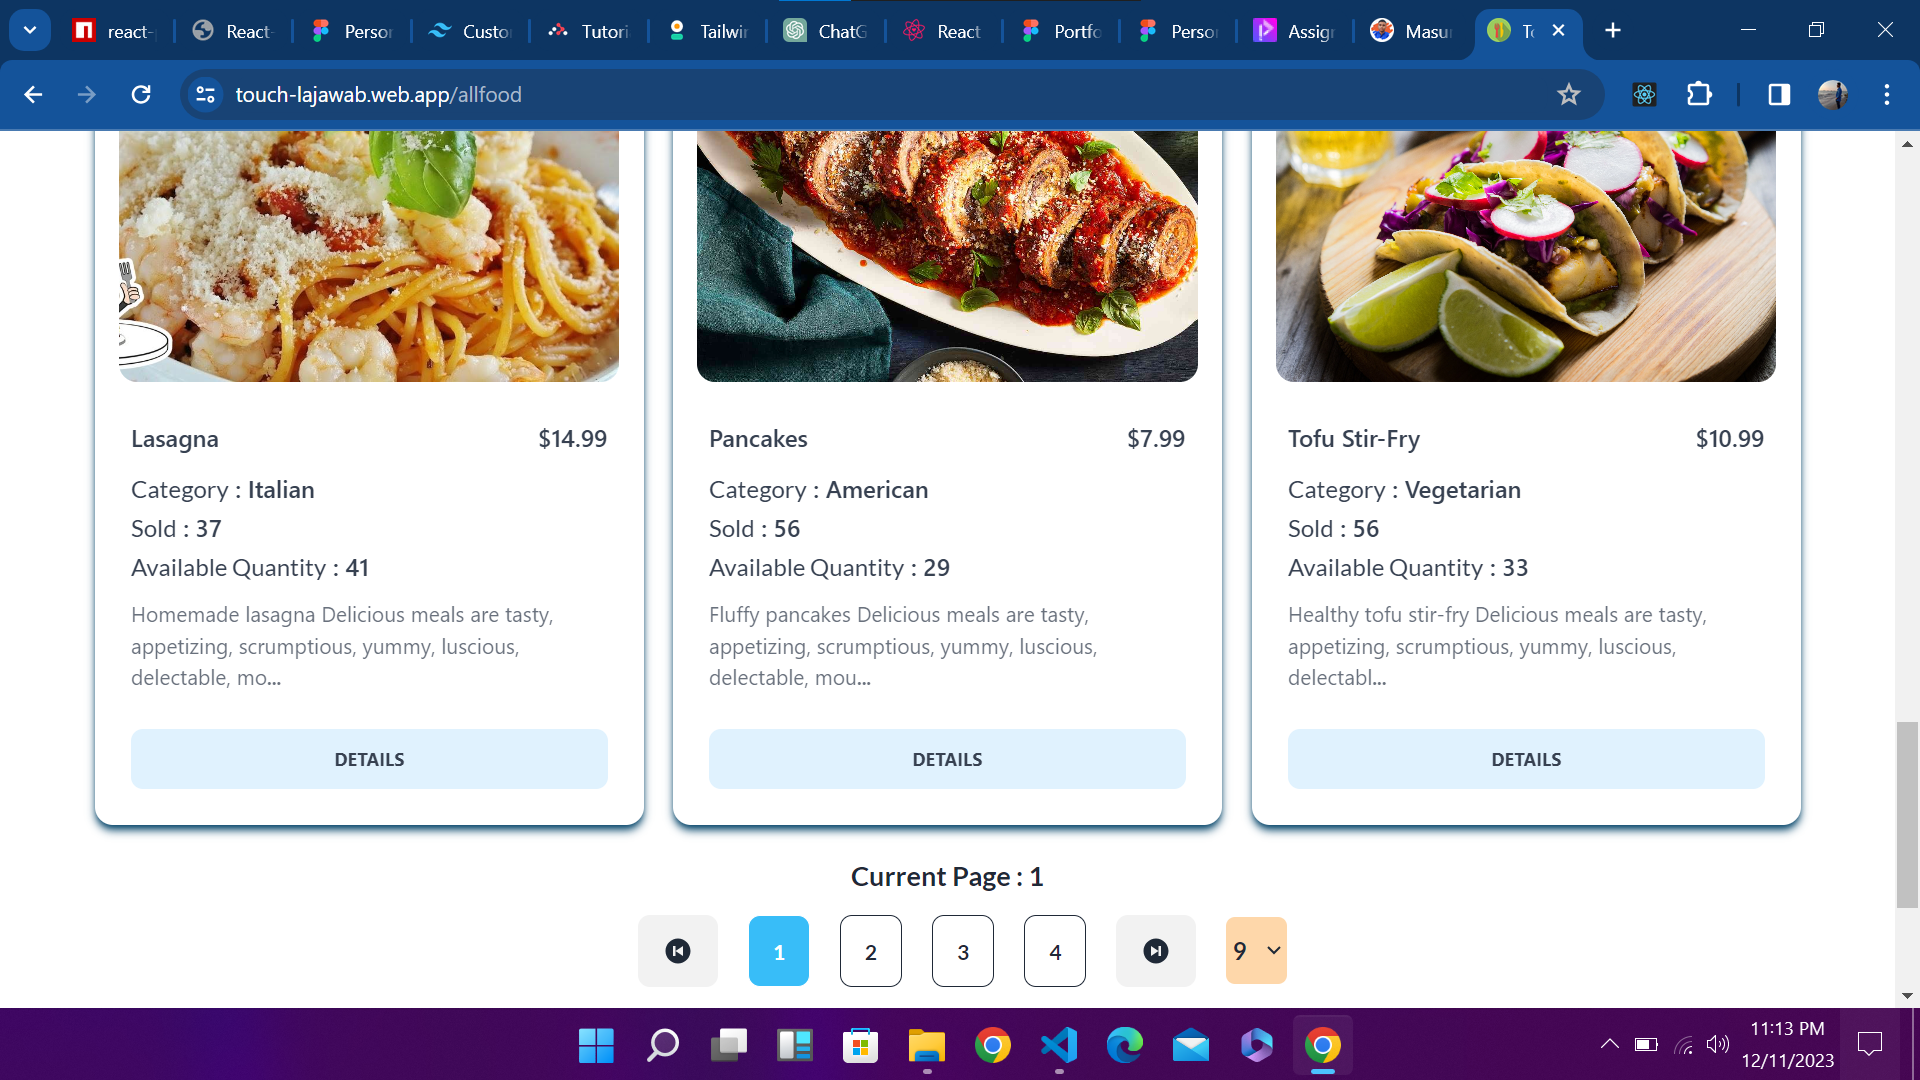 react-
React-
Person
Custo
Tutori
Tailwin
ChatG
React
Portfo
Person
Assign
Masu
To
touch-lajawab.web.app/allfood
Lasagna $14.99
Category : Italian
Sold : 37
Available Quantity : 41
Homemade lasagna Delicious meals are tasty,
appetizing, scrumptious, yummy, luscious,
delectable, mo...
DETAILS
Pancakes $7.99
Category : American
Sold : 56
Available Quantity : 29
Fluffy pancakes Delicious meals are tasty,
appetizing, scrumptious, yummy, luscious,
delectable, mou...
DETAILS
Tofu Stir-Fry $10.99
Category : Vegetarian
Sold : 56
Available Quantity : 33
Healthy tofu stir-fry Delicious meals are tasty,
appetizing, scrumptious, yummy, luscious,
delectabl...
DETAILS
Current Page : 1
1 2 3 4 9
11:13 PM
12/11/2023